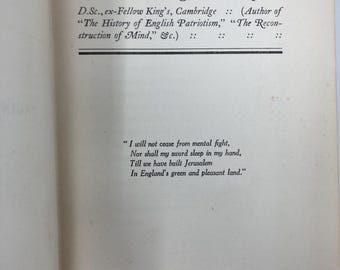 D.Sc., ex-Fellow King's, Cambridge :: (Author of
"The History of English Patriotism," "The Recon-
struction of Mind," &c.) :: :: :: ::
" I will not cease from mental fight,
Nor shall my sword sleep in my hand,
Till we have built Jerusalem
In England's green and pleasant land."